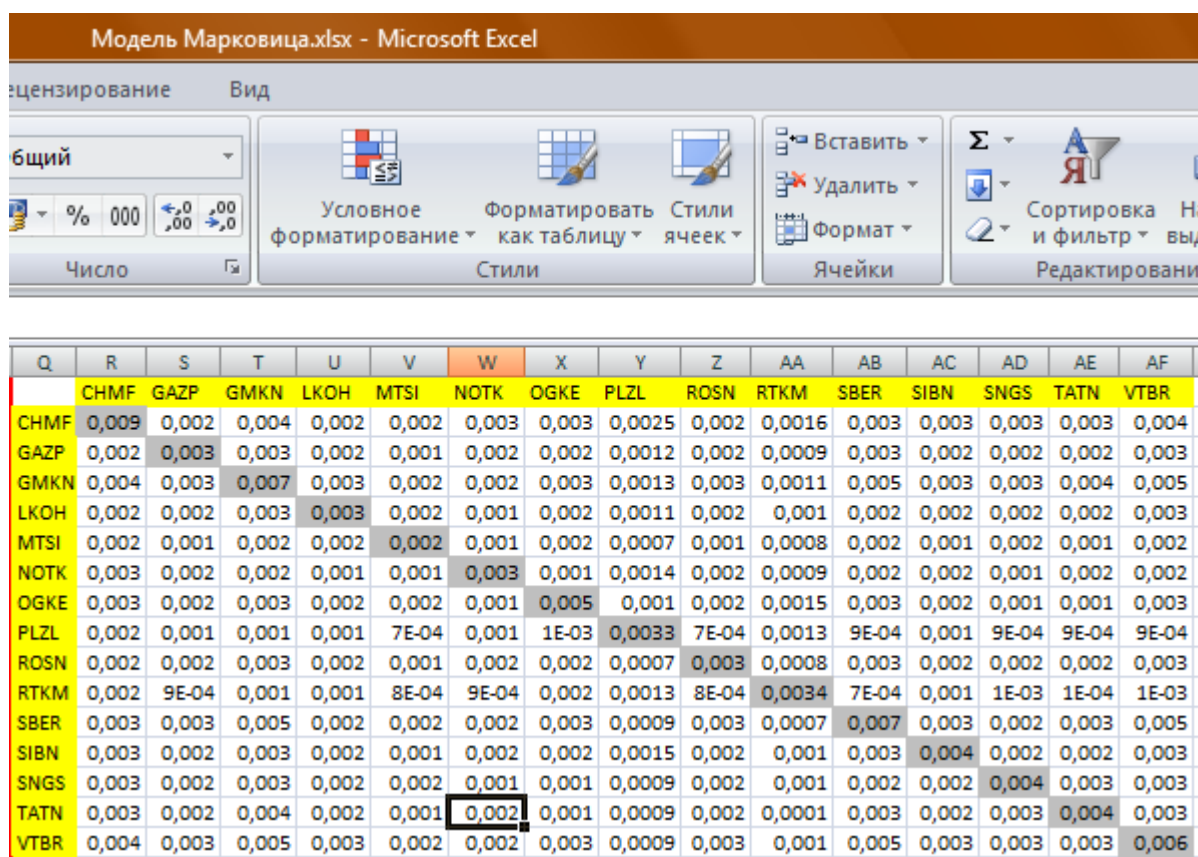 Модель Марковица.xlsx - Microsoft Excel
ецензирование Вид
бщий
% 000 ,0 ,00 ,00 ,0
Условное форматирование
Форматировать как таблицу
Стили ячеек
Вставить
Удалить
Формат
Σ
Сортировка и фильтр
Число Стили Ячейки Редактировани
Q R S T U V W X Y Z AA AB AC AD AE AF
CHMF GAZP GMKN LKOH MTSI NOTK OGKE PLZL ROSN RTKM SBER SIBN SNGS TATN VTBR
CHMF 0,009 0,002 0,004 0,002 0,002 0,003 0,003 0,0025 0,002 0,0016 0,003 0,003 0,003 0,003 0,004
GAZP 0,002 0,003 0,003 0,002 0,001 0,002 0,002 0,0012 0,002 0,0009 0,003 0,002 0,002 0,002 0,003
GMKN 0,004 0,003 0,007 0,003 0,002 0,002 0,003 0,0013 0,003 0,0011 0,005 0,003 0,003 0,004 0,005
LKOH 0,002 0,002 0,003 0,003 0,002 0,001 0,002 0,0011 0,002 0,001 0,002 0,002 0,002 0,002 0,003
MTSI 0,002 0,001 0,002 0,002 0,002 0,001 0,002 0,0007 0,001 0,0008 0,002 0,001 0,002 0,001 0,002
NOTK 0,003 0,002 0,002 0,001 0,001 0,003 0,001 0,0014 0,002 0,0009 0,002 0,002 0,001 0,002 0,002
OGKE 0,003 0,002 0,003 0,002 0,002 0,001 0,005 0,001 0,002 0,0015 0,003 0,002 0,001 0,001 0,003
PLZL 0,002 0,001 0,001 0,001 7E-04 0,001 1E-03 0,0033 7E-04 0,0013 9E-04 0,001 9E-04 9E-04 9E-04
ROSN 0,002 0,002 0,003 0,002 0,001 0,002 0,002 0,0007 0,003 0,0008 0,003 0,002 0,002 0,002 0,003
RTKM 0,002 9E-04 0,001 0,001 8E-04 9E-04 0,002 0,0013 8E-04 0,0034 7E-04 0,001 1E-03 1E-04 1E-03
SBER 0,003 0,003 0,005 0,002 0,002 0,002 0,003 0,0009 0,003 0,0007 0,007 0,003 0,002 0,003 0,005
SIBN 0,003 0,002 0,003 0,002 0,001 0,002 0,002 0,0015 0,002 0,001 0,003 0,004 0,002 0,002 0,003
SNGS 0,003 0,002 0,003 0,002 0,002 0,001 0,001 0,0009 0,002 0,001 0,002 0,002 0,004 0,003 0,003
TATN 0,003 0,002 0,004 0,002 0,001 0,002 0,001 0,0009 0,002 0,0001 0,003 0,002 0,003 0,004 0,003
VTBR 0,004 0,003 0,005 0,003 0,002 0,002 0,003 0,0009 0,003 0,001 0,005 0,003 0,003 0,003 0,006